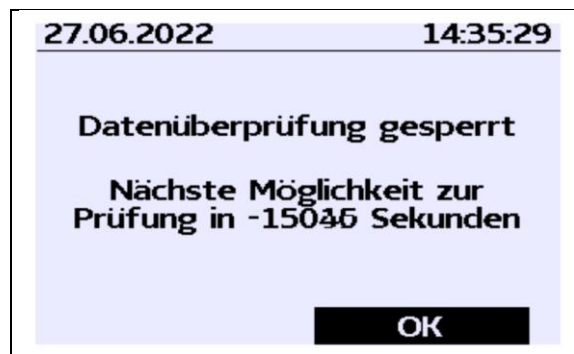 27.06.2022 14:35:29
Datenüberprüfung gesperrt
Nächste Möglichkeit zur
Prüfung in Sekunden
OK